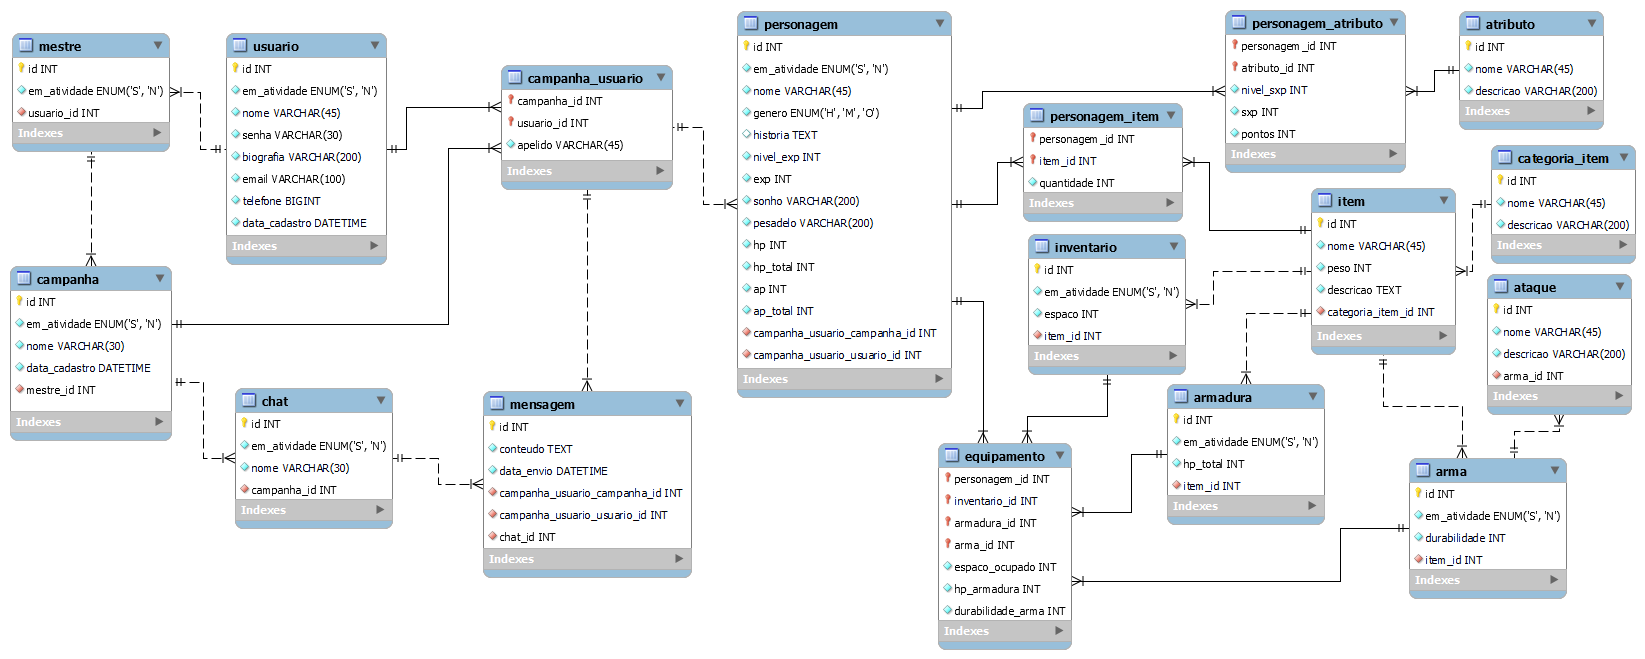 mestre
id INT
em_atividade ENUM('S', 'N')
usuario_id INT
Indexes
usuario
id INT
em_atividade ENUM('S', 'N')
nome VARCHAR(45)
senha VARCHAR(30)
biografia VARCHAR(200)
email VARCHAR(100)
telefone BIGINT
data_cadastro DATETIME
Indexes
campanha_usuario
campanha_id INT
usuario_id INT
apelido VARCHAR(45)
Indexes
personagem
id INT
em_atividade ENUM('S', 'N')
nome VARCHAR(45)
genero ENUM('H', 'M', 'O')
historia TEXT
nivel_exp INT
exp INT
sonho VARCHAR(200)
pesadelo VARCHAR(200)
hp INT
hp_total INT
ap INT
ap_total INT
campanha_usuario_campanha_id INT
campanha_usuario_usuario_id INT
Indexes
personagem_atributo
personagem _id INT
atributo_id INT
nivel_sxp INT
sxp INT
pontos INT
Indexes
atributo
id INT
nome VARCHAR(45)
descricao VARCHAR(200)
Indexes
personagem_item
personagem_id INT
item_id INT
quantidade INT
Indexes
categoria_item
id INT
nome VARCHAR(45)
descricao VARCHAR(200)
Indexes
item
id INT
nome VARCHAR(45)
peso INT
descricao TEXT
categoria_item_id INT
Indexes
inventario
id INT
em_atividade ENUM('S', 'N')
espaco INT
item_id INT
Indexes
ataque
id INT
nome VARCHAR(45)
descricao VARCHAR(200)
arma_id INT
Indexes
campanha
id INT
em_atividade ENUM('S', 'N')
nome VARCHAR(30)
data_cadastro DATETIME
mestre_id INT
Indexes
chat
id INT
em_atividade ENUM('S', 'N')
nome VARCHAR(30)
campanha_id INT
Indexes
mensagem
id INT
conteudo TEXT
data_envio DATETIME
campanha_usuario_campanha_id INT
campanha_usuario_usuario_id INT
chat_id INT
Indexes
armadura
id INT
em_atividade ENUM('S', 'N')
hp_total INT
item_id INT
Indexes
equipamento
personagem_id INT
inventario_id INT
armadura_id INT
arma_id INT
espaco_ocupado INT
hp_armadura INT
durabilidade_arma INT
Indexes
arma
id INT
em_atividade ENUM('S', 'N')
durabilidade INT
item_id INT
Indexes